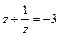 z ÷ 1/z = −3